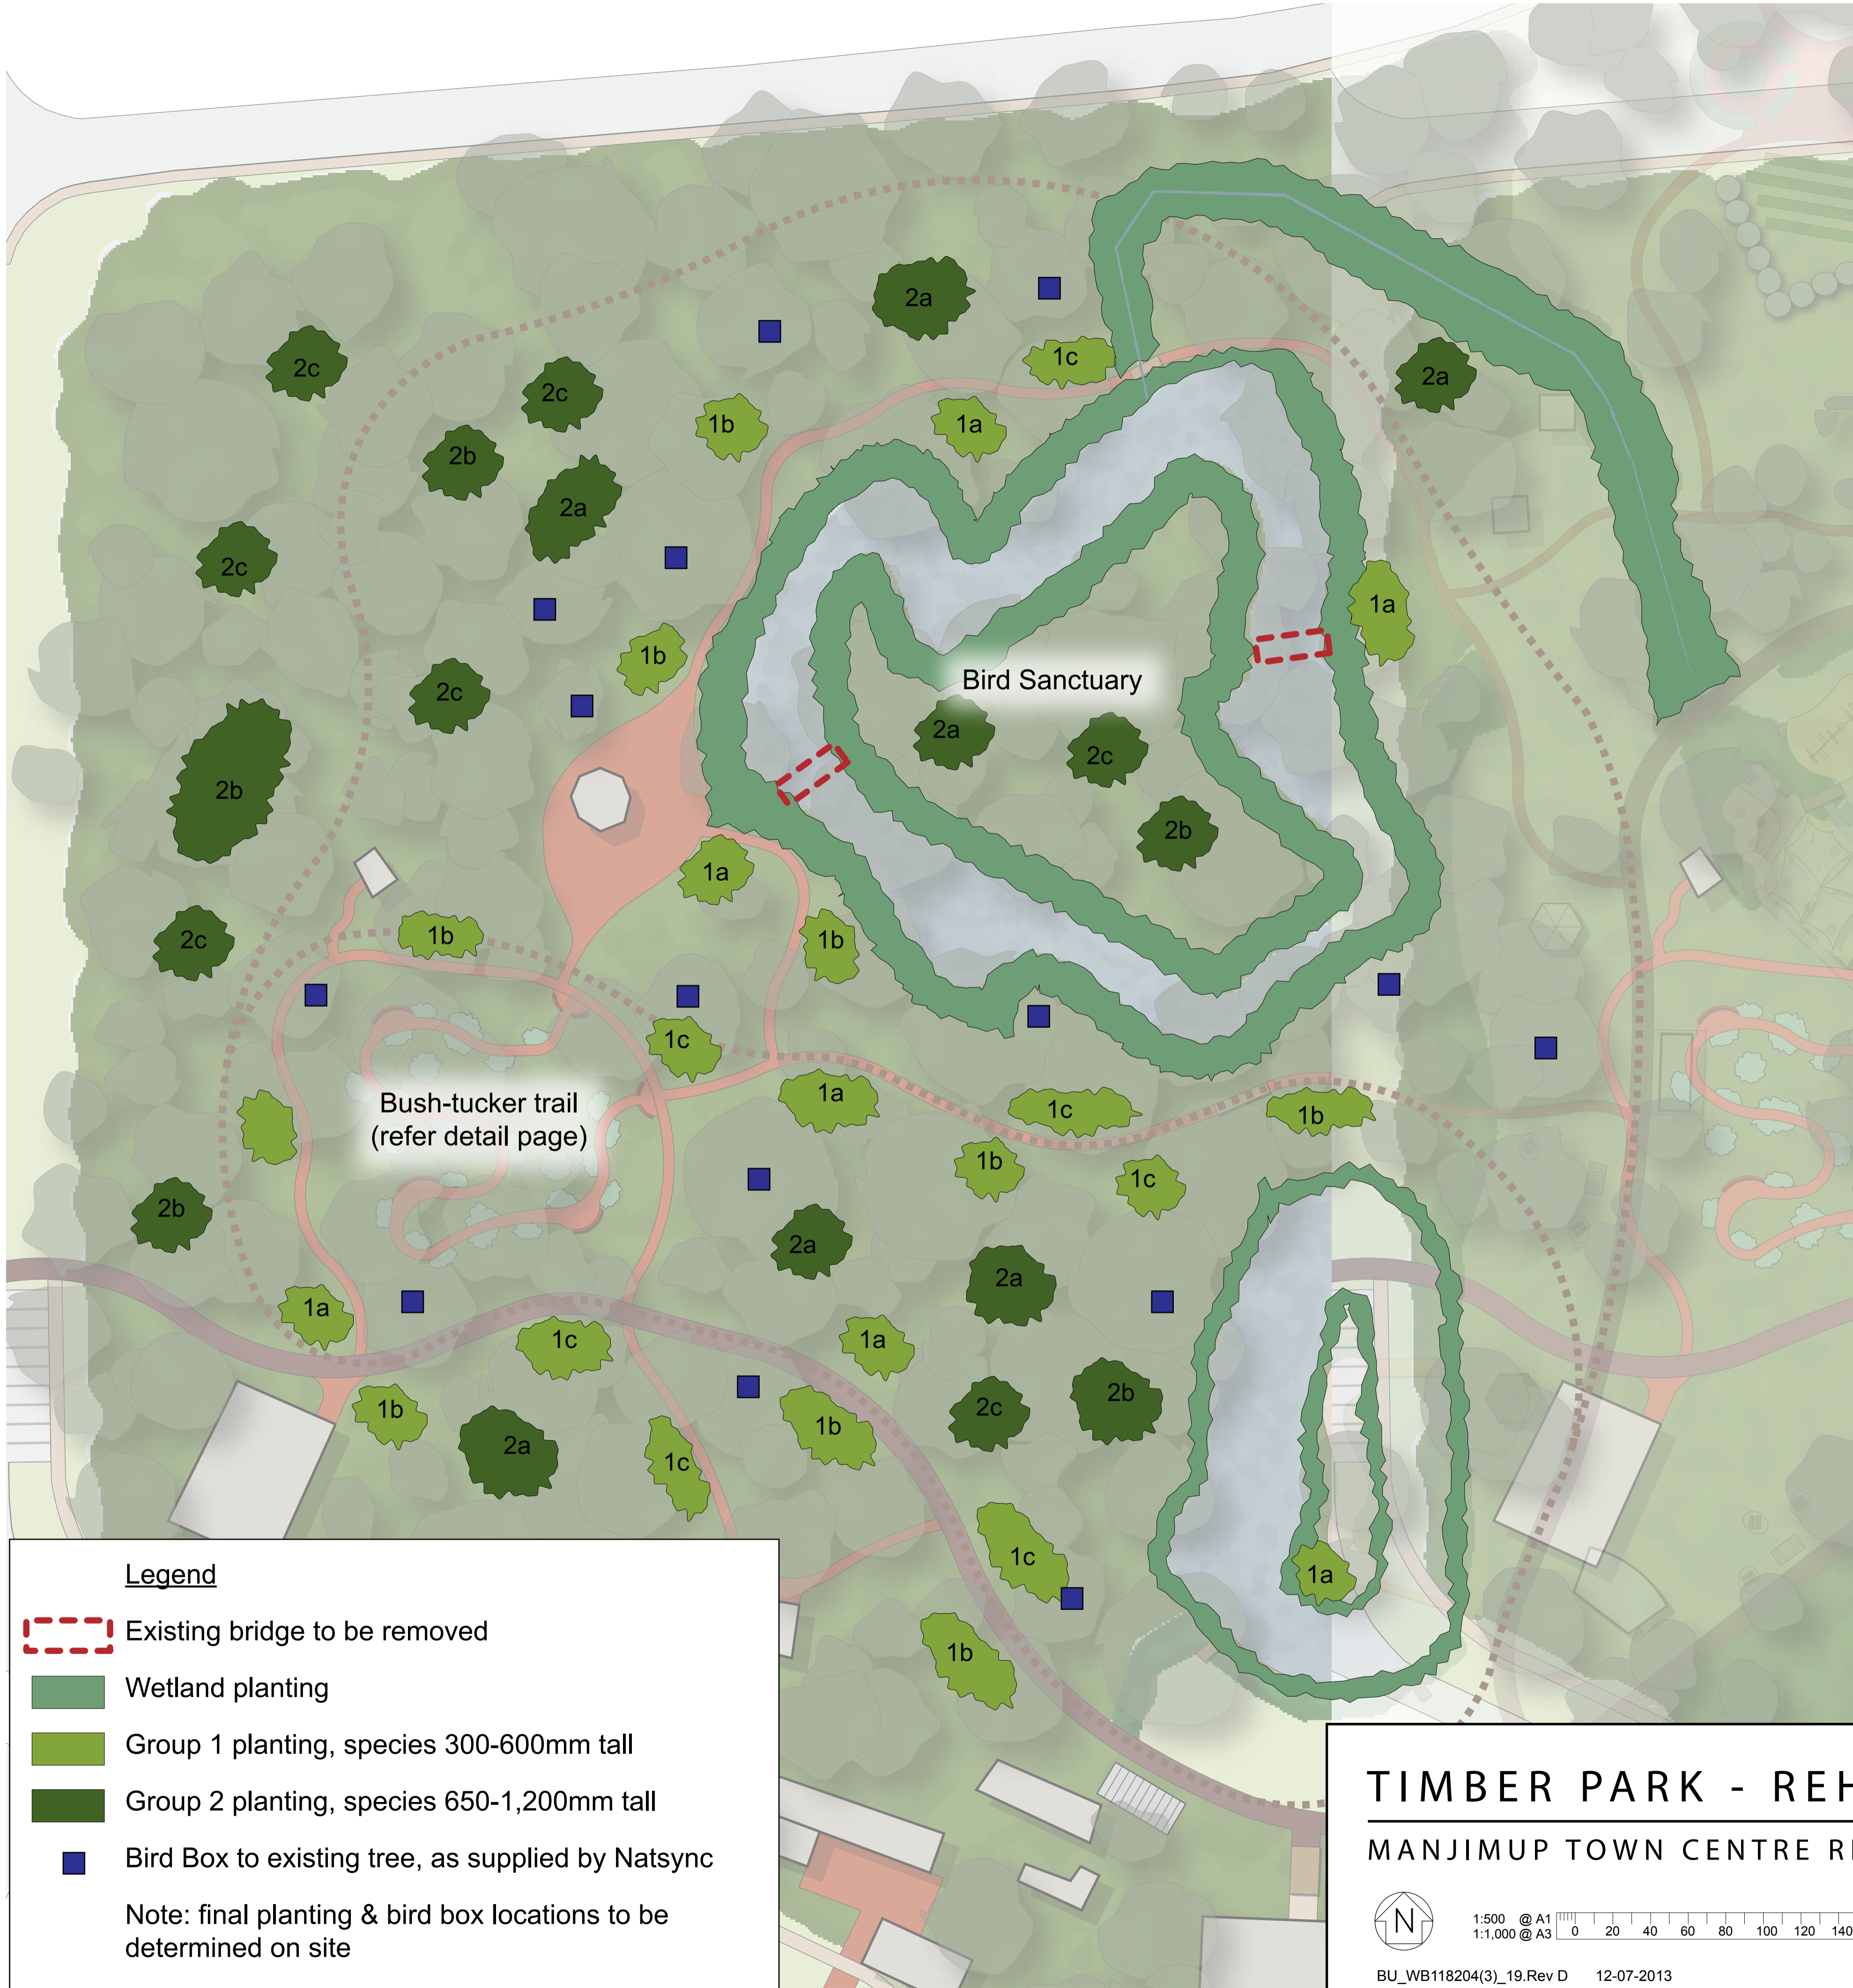 2a
1c
2a
2c
2c
1b
1a
2b
2a
2c
1a
1b
Bird Sanctuary
2c
2a
2c
2b
2b
1a
2c
1b
1b
1c
Bush-tucker trail
(refer detail page)
1a
1c
1b
1b
1c
2b
2a
2a
1a
1c
1a
1b
2a
1b
2c
2b
1c
1c
1a
1b
Legend
Existing bridge to be removed
Wetland planting
Group 1 planting, species 300-600mm tall
Group 2 planting, species 650-1,200mm tall
Bird Box to existing tree, as supplied by Natsync
Note: final planting & bird box locations to be
determined on site
TIMBER PARK - REH
MANJIMUP TOWN CENTRE
N
1:500 @ A1
1:1,000 @ A3
0 20 40 60 80 100 120 140
BU_WB118204(3)_19.Rev D 12-07-2013